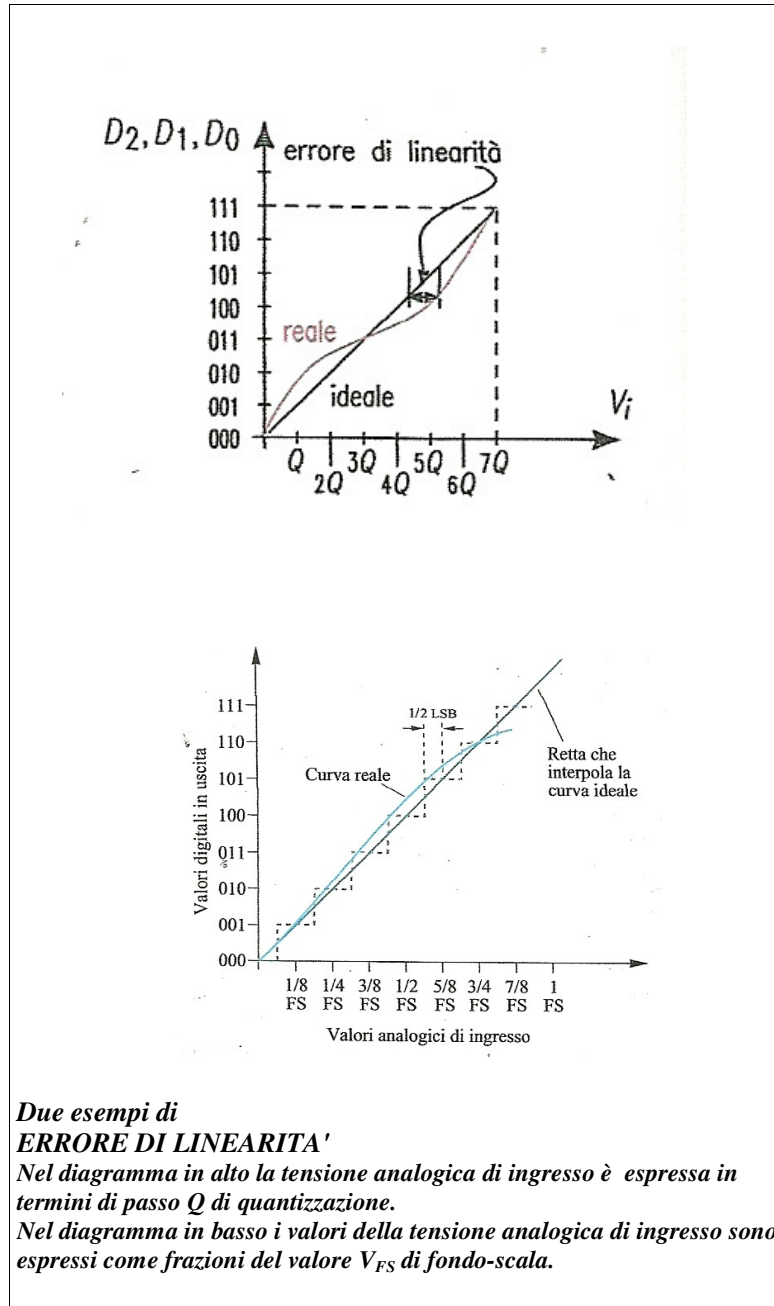 D2, D1, D0
errore di linearità
111
110
101
100
011
010
001
000
reale
ideale
Vi
Q 3Q 5Q 7Q
2Q 4Q 6Q
111
110
101
100
011
010
001
000
Valori digitali in uscita
1/2 LSB
Curva reale
Retta che
interpola la
curva ideale
1/8 1/4 3/8 1/2 5/8 3/4 7/8 1
FS FS FS FS FS FS FS FS
Valori analogici di ingresso
Due esempi di
ERRORE DI LINEARITA'
Nel diagramma in alto la tensione analogica di ingresso è espressa in
termini di passo Q di quantizzazione.
Nel diagramma in basso i valori della tensione analogica di ingresso sono
espressi come frazioni del valore VFS di fondo-scala.